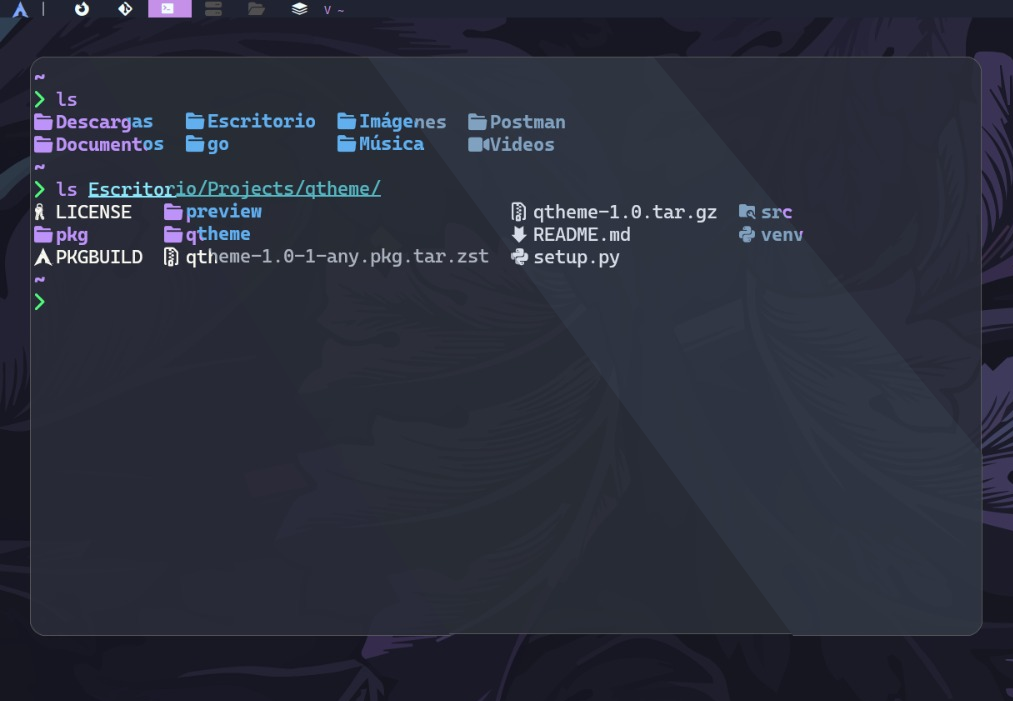 V ~
~
❯ ls
Descargas Escritorio Imágenes Postman
Documentos go Música Videos
~
❯ ls Escritorio/Projects/qtheme/
LICENSE preview qtheme-1.0.tar.gz src
pkg qtheme README.md venv
PKGBUILD qtheme-1.0-1-any.pkg.tar.zst setup.py
~
❯